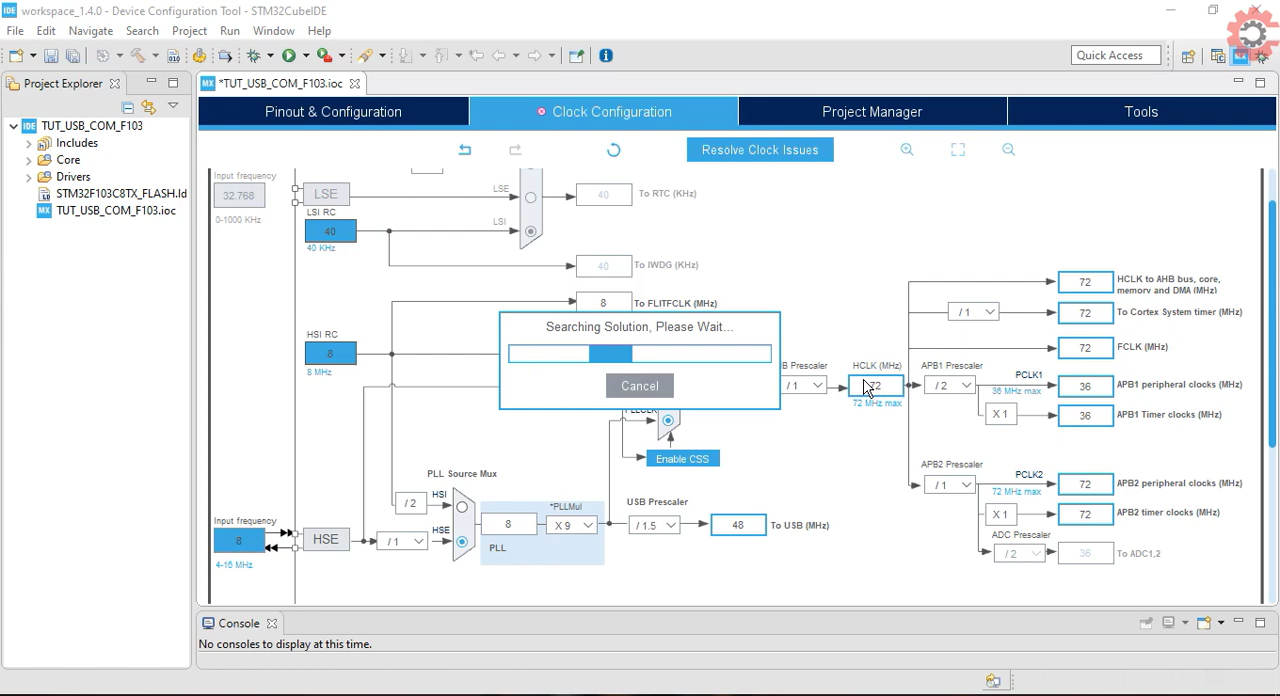 IDE workspace_1.4.0 - Device Configuration Tool - STM32CubeIDE
File Edit Navigate Search Project Run Window Help
Quick Access
Project Explorer
MX *TUT_USB_COM_F103.ioc
IDE TUT_USB_COM_F103
Includes
Core
Drivers
STM32F103C8TX_FLASH.ld
MX TUT_USB_COM_F103.ioc
Pinout & Configuration
Clock Configuration
Project Manager
Tools
Resolve Clock Issues
Input frequency
32.768
0-1000 KHz
LSE
LSE
40
To RTC (KHz)
LSI RC
40
40 KHz
LSI
40
To IWDG (KHz)
8
To FLITFCLK (MHz)
HSI RC
8
8 MHz
Searching Solution, Please Wait...
Cancel
B Prescaler
/ 1
HCLK (MHz)
72
72 MHz max
72
HCLK to AHB bus, core,
memory and DMA (MHz)
/ 1
72
To Cortex System timer (MHz)
72
FCLK (MHz)
APB1 Prescaler
/ 2
PCLK1
36 MHz max
36
APB1 peripheral clocks (MHz)
X 1
36
APB1 Timer clocks (MHz)
PLLCLK
Enable CSS
APB2 Prescaler
/ 1
PCLK2
72 MHz max
72
APB2 peripheral clocks (MHz)
X 1
72
APB2 timer clocks (MHz)
ADC Prescaler
/ 2
36
To ADC1,2
PLL Source Mux
/ 2
HSI
HSE
8
*PLLMul
X 9
PLL
USB Prescaler
/ 1.5
48
To USB (MHz)
Input frequency
8
4-16 MHz
HSE
/ 1
Console
No consoles to display at this time.